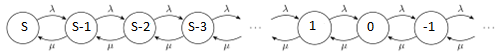 λ λ λ λ λ λ λ λ
S S-1 S-2 S-3 ... 1 0 -1 ...
μ μ μ μ μ μ μ μ